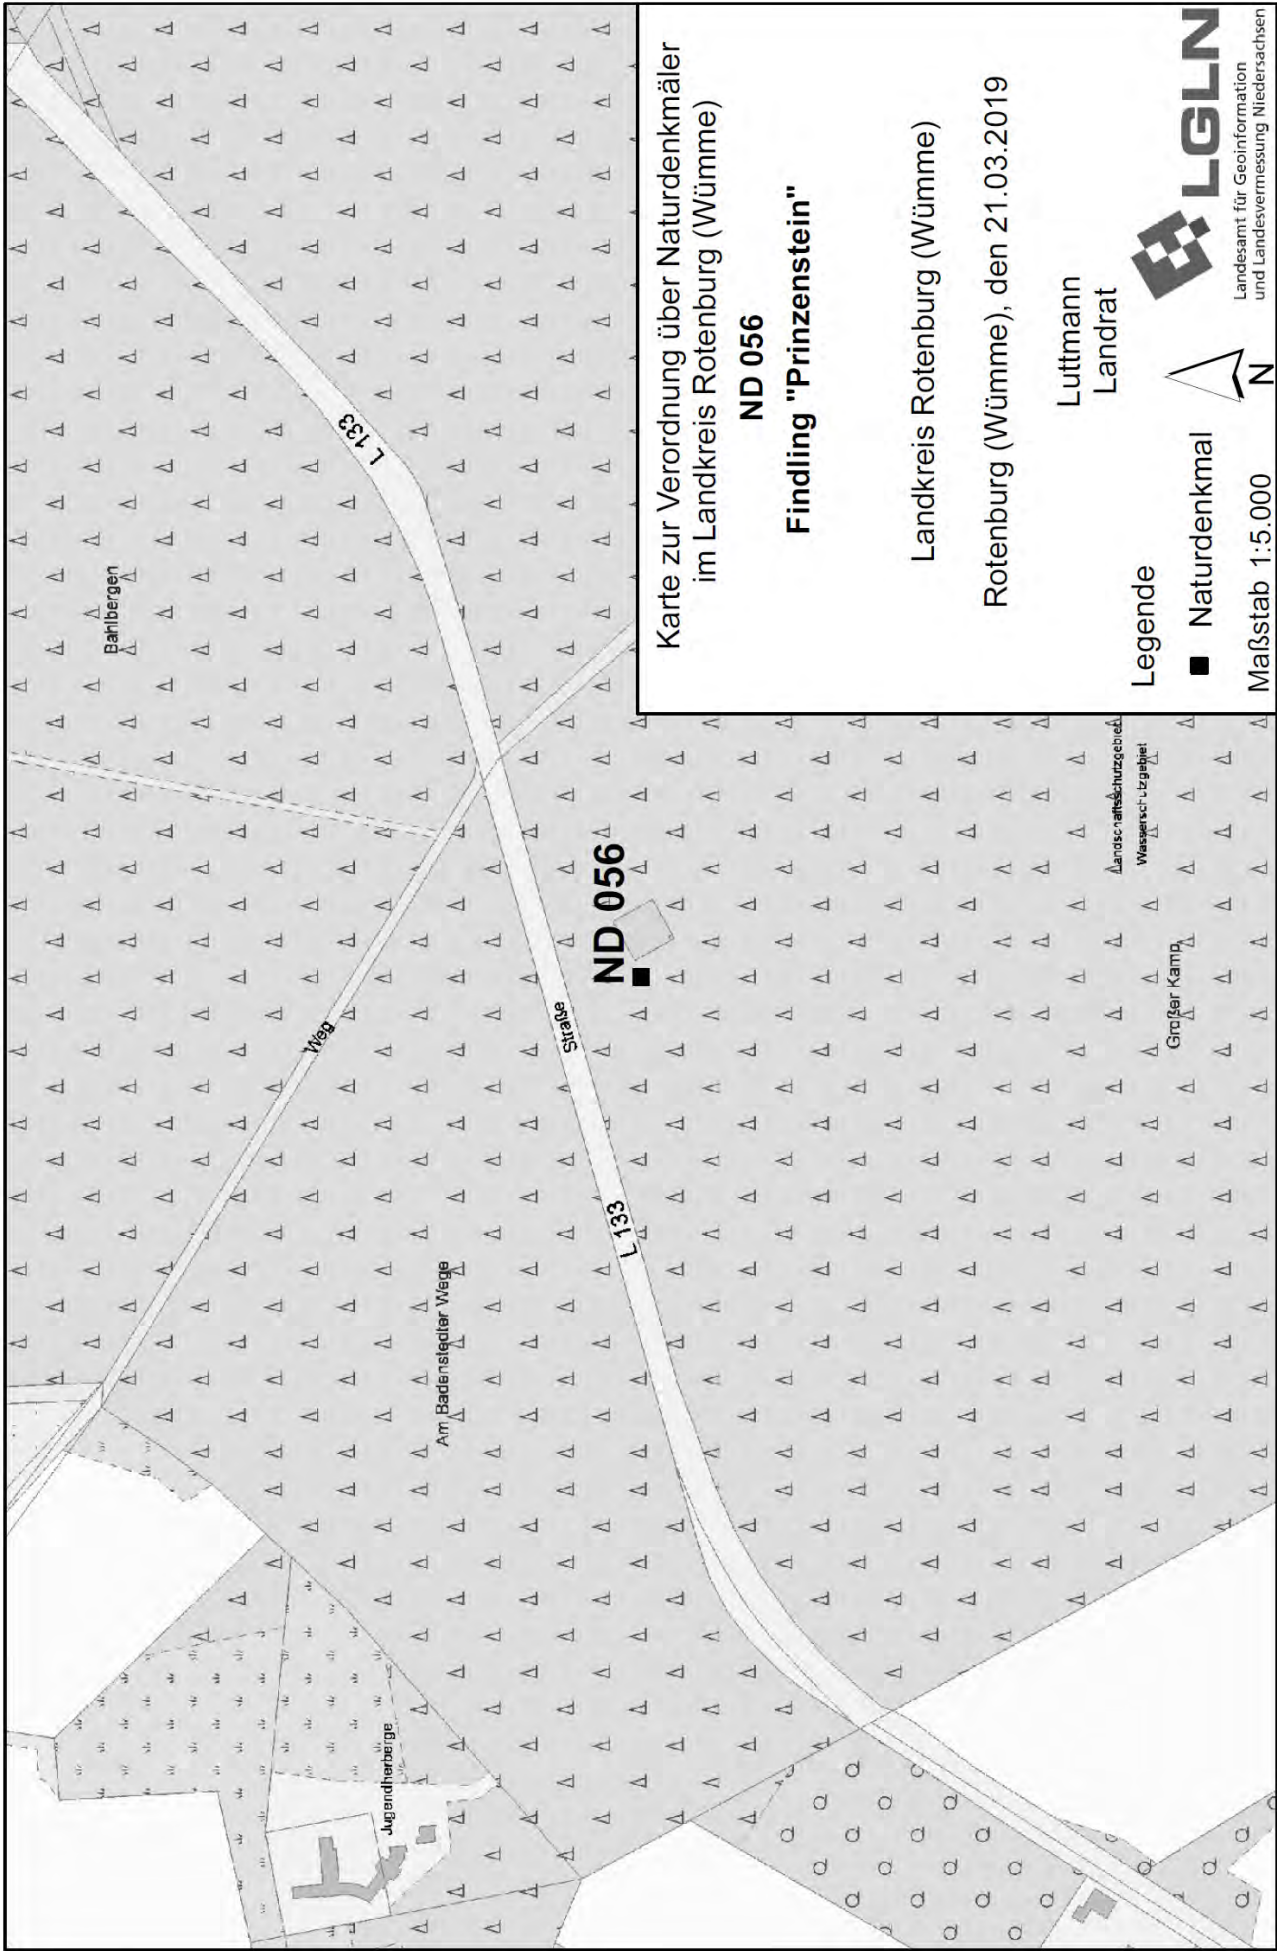 Bahlbergen
L 133
Weg
Straße
ND 056
L 133
Am Badenstedter Wege
Jugendherberge
Landschaftsschutzgebiet
Wasserschutzgebiet
Großer Kamp
Karte zur Verordnung über Naturdenkmäler
im Landkreis Rotenburg (Wümme)
ND 056
Findling "Prinzenstein"
Landkreis Rotenburg (Wümme)
Rotenburg (Wümme), den 21.03.2019
Luttmann
Landrat
Legende
Naturdenkmal
Maßstab 1:5.000
N
LGLN
Landesamt für Geoinformation
und Landesvermessung Niedersachsen